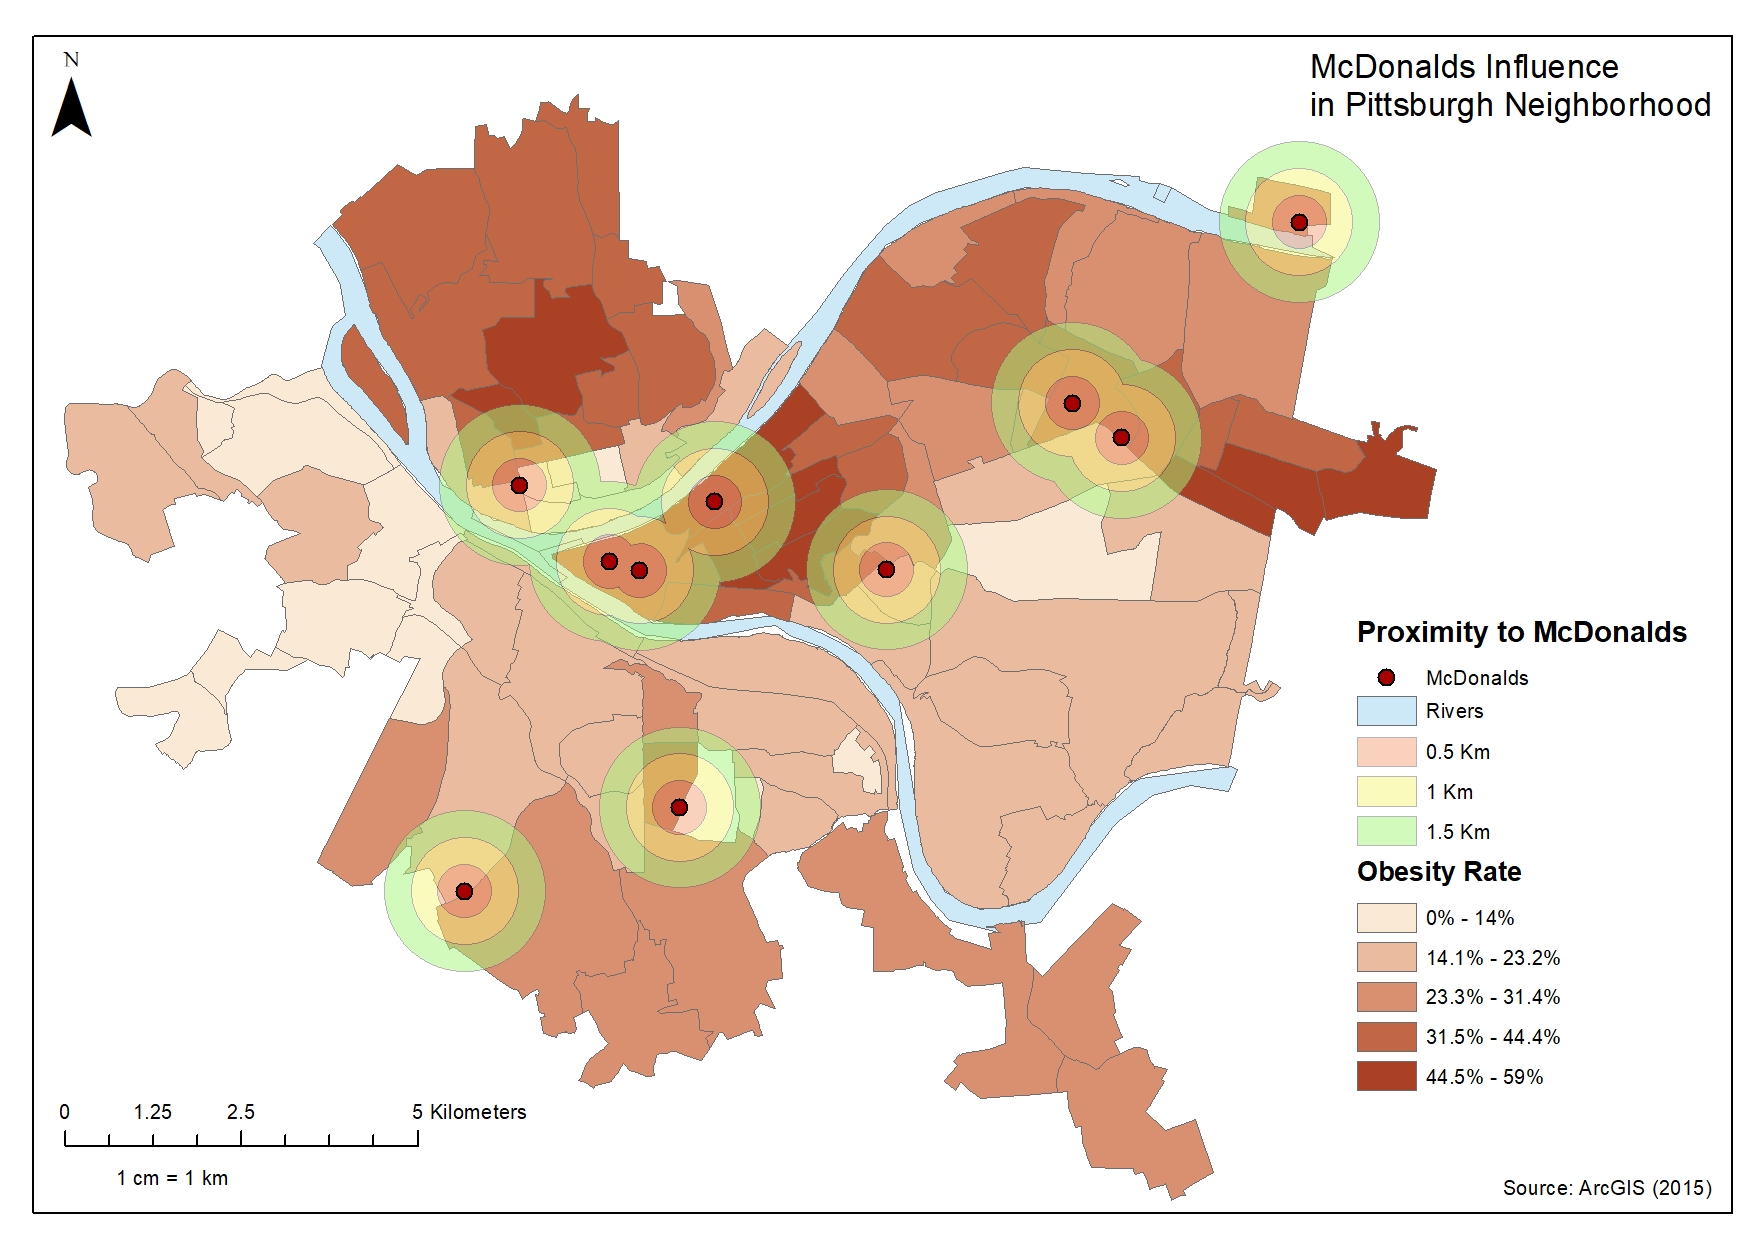 N
McDonalds Influence
in Pittsburgh Neighborhood
Proximity to McDonalds
McDonalds
Rivers
0.5 Km
1 Km
1.5 Km
Obesity Rate
0% - 14%
14.1% - 23.2%
23.3% - 31.4%
31.5% - 44.4%
44.5% - 59%
0 1.25 2.5 5 Kilometers
1 cm = 1 km
Source: ArcGIS (2015)